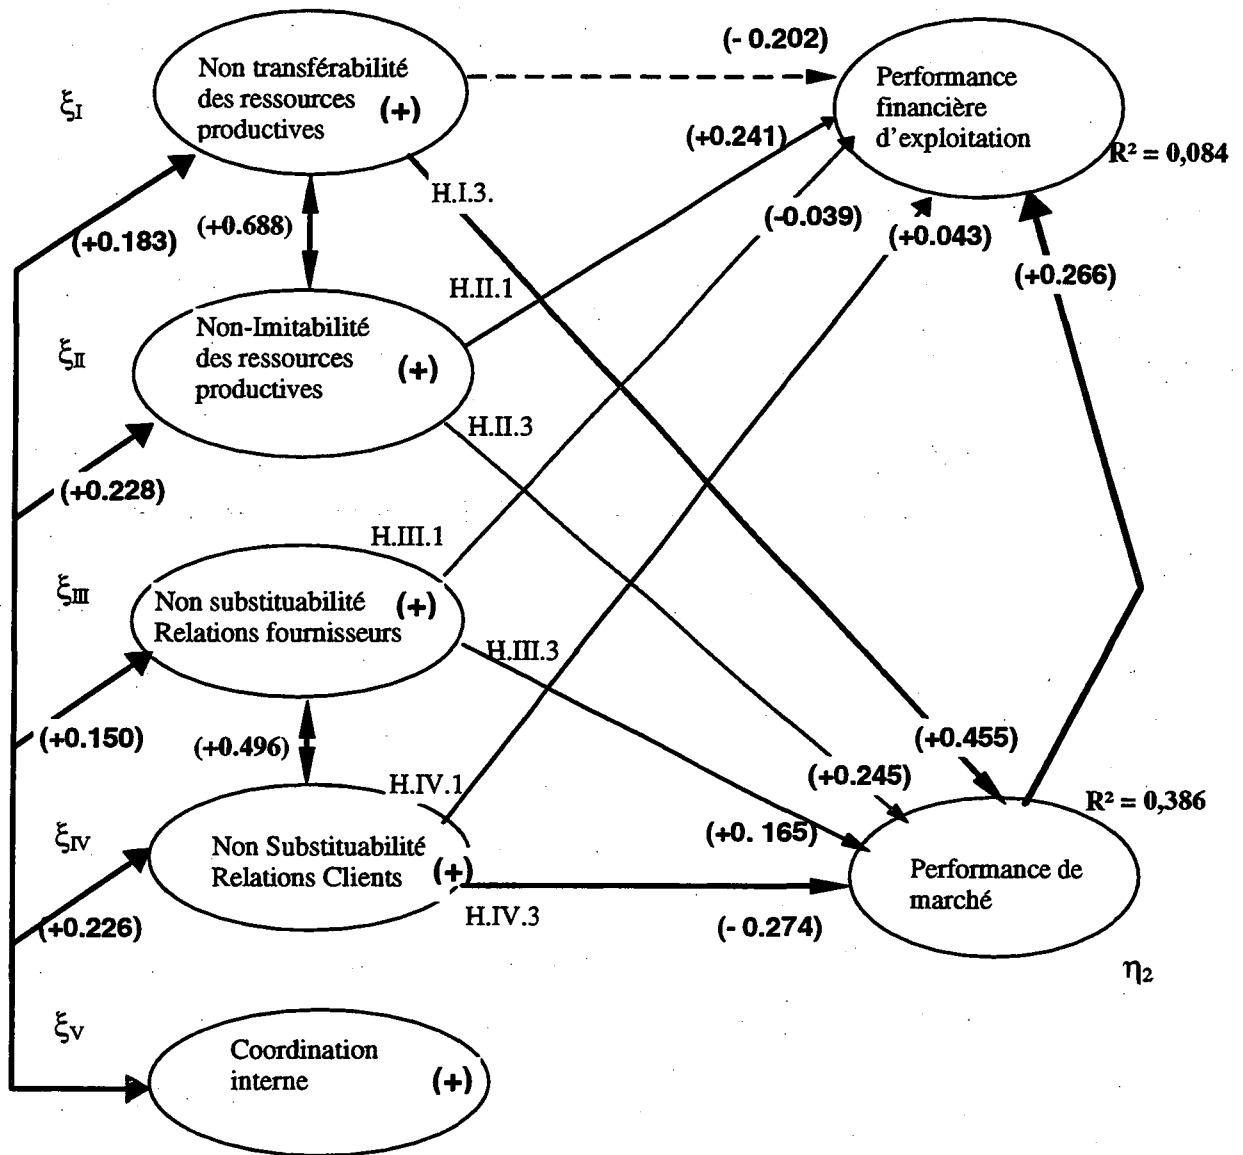 (- 0.202)
Non transférabilité
des ressources
productives (+)
ξI
Performance
financière
d'exploitation
R² = 0,084
(+0.241)
H.I.3.
(-0.039)
(+0.183)
(+0.688)
(+0.043)
(+0.266)
H.II.1
Non-Imitabilité
des ressources
productives (+)
ξII
H.II.3
(+0.228)
H.III.1
ξIII
Non substituabilité (+)
Relations fournisseurs
H.III.3
(+0.150)
(+0.496)
(+0.455)
(+0.245)
H.IV.1
R² = 0,386
(+0. 165)
ξIV
Non Substituabilité
Relations Clients (+)
Performance de
marché
H.IV.3
(+0.226)
(- 0.274)
η2
ξV
Coordination
interne (+)